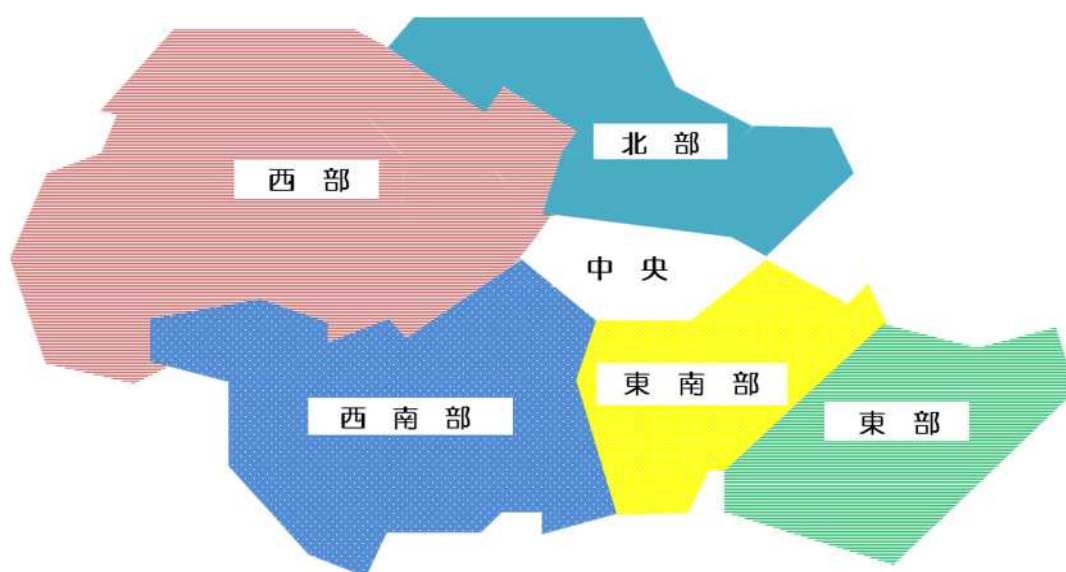 北 部
西 部
中 央
東 南 部
西 南 部
東 部